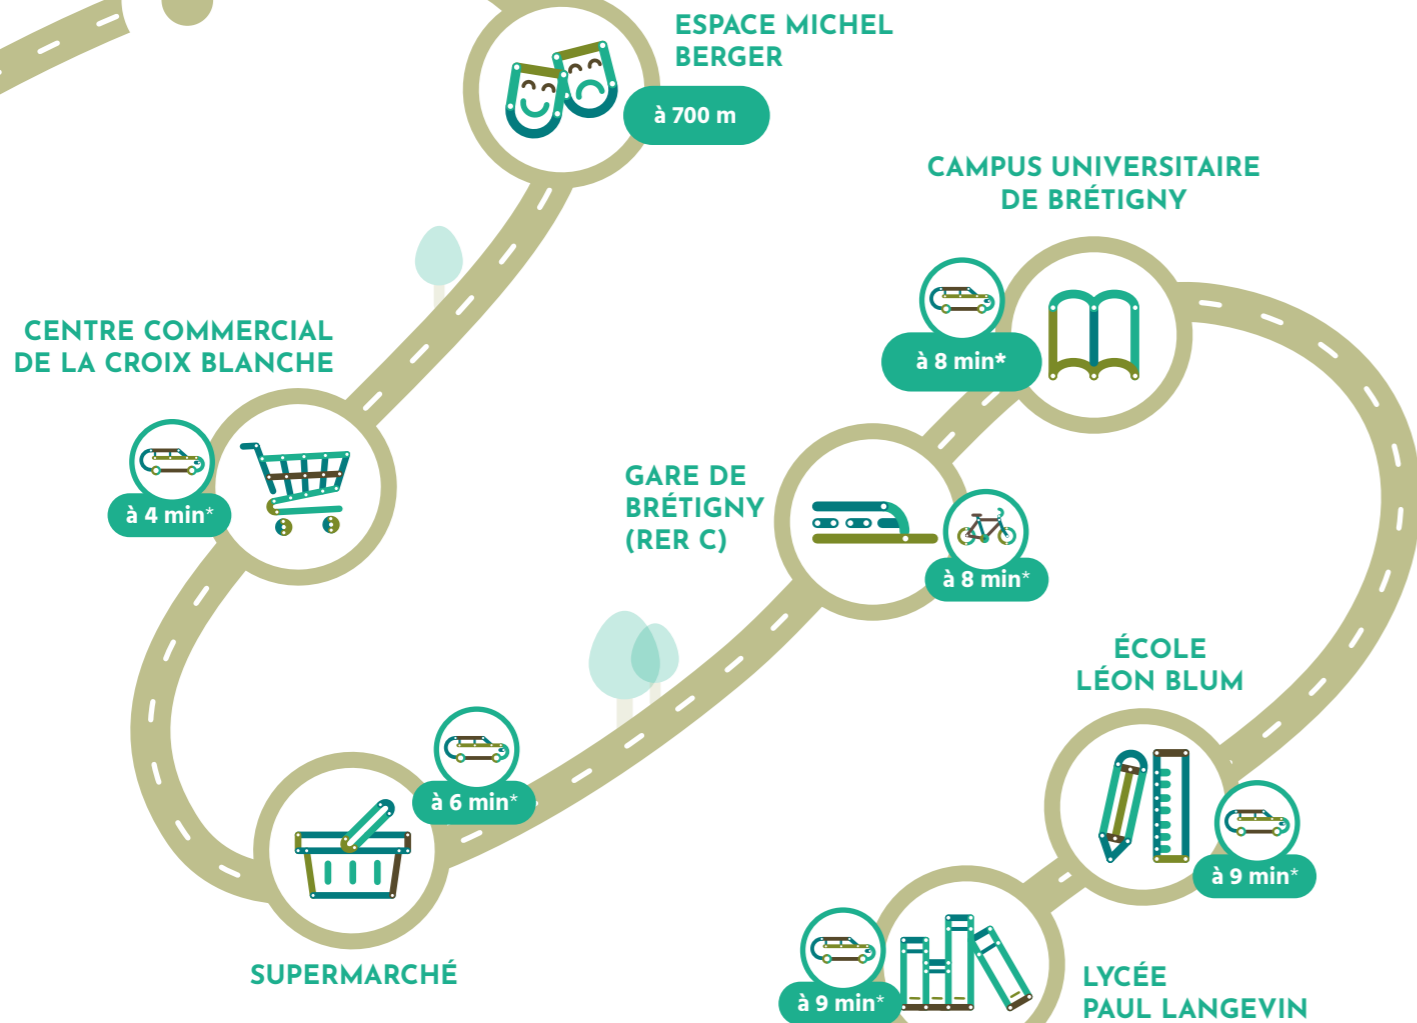 ESPACE MICHEL
BERGER
à 700 m
CAMPUS UNIVERSITAIRE
DE BRÉTIGNY
à 8 min*
CENTRE COMMERCIAL
DE LA CROIX BLANCHE
à 4 min*
GARE DE
BRÉTIGNY
(RER C)
à 8 min*
ÉCOLE
LÉON BLUM
à 9 min*
à 6 min*
SUPERMARCHÉ
LYCÉE
PAUL LANGEVIN
à 9 min*